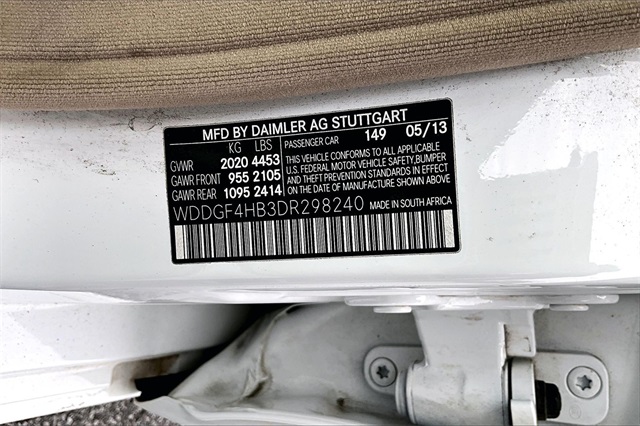 MFD BY DAIMLER AG STUTTGART
KG LBS PASSENGER CAR 149 05/13
GVWR 2020 4453 THIS VEHICLE CONFORMS TO ALL APPLICABLE
U.S. FEDERAL MOTOR VEHICLE SAFETY, BUMPER
GAWR FRONT 955 2105 AND THEFT PREVENTION STANDARDS IN EFFECT
GAWR REAR 1095 2414 ON THE DATE OF MANUFACTURE SHOWN ABOVE.
WDDGF4HB3DR298240 MADE IN SOUTH AFRICA